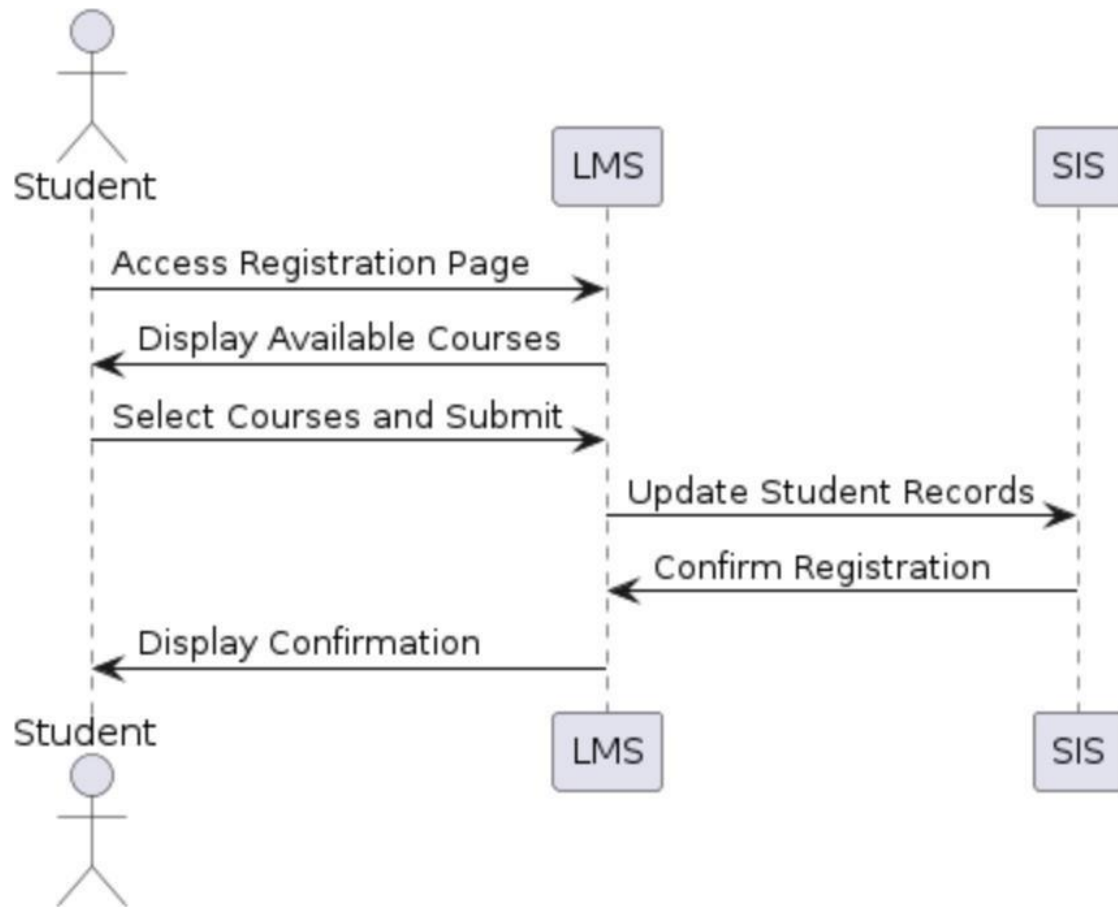 Student
LMS
SIS
Access Registration Page
Display Available Courses
Select Courses and Submit
Update Student Records
Confirm Registration
Display Confirmation
Student
LMS
SIS